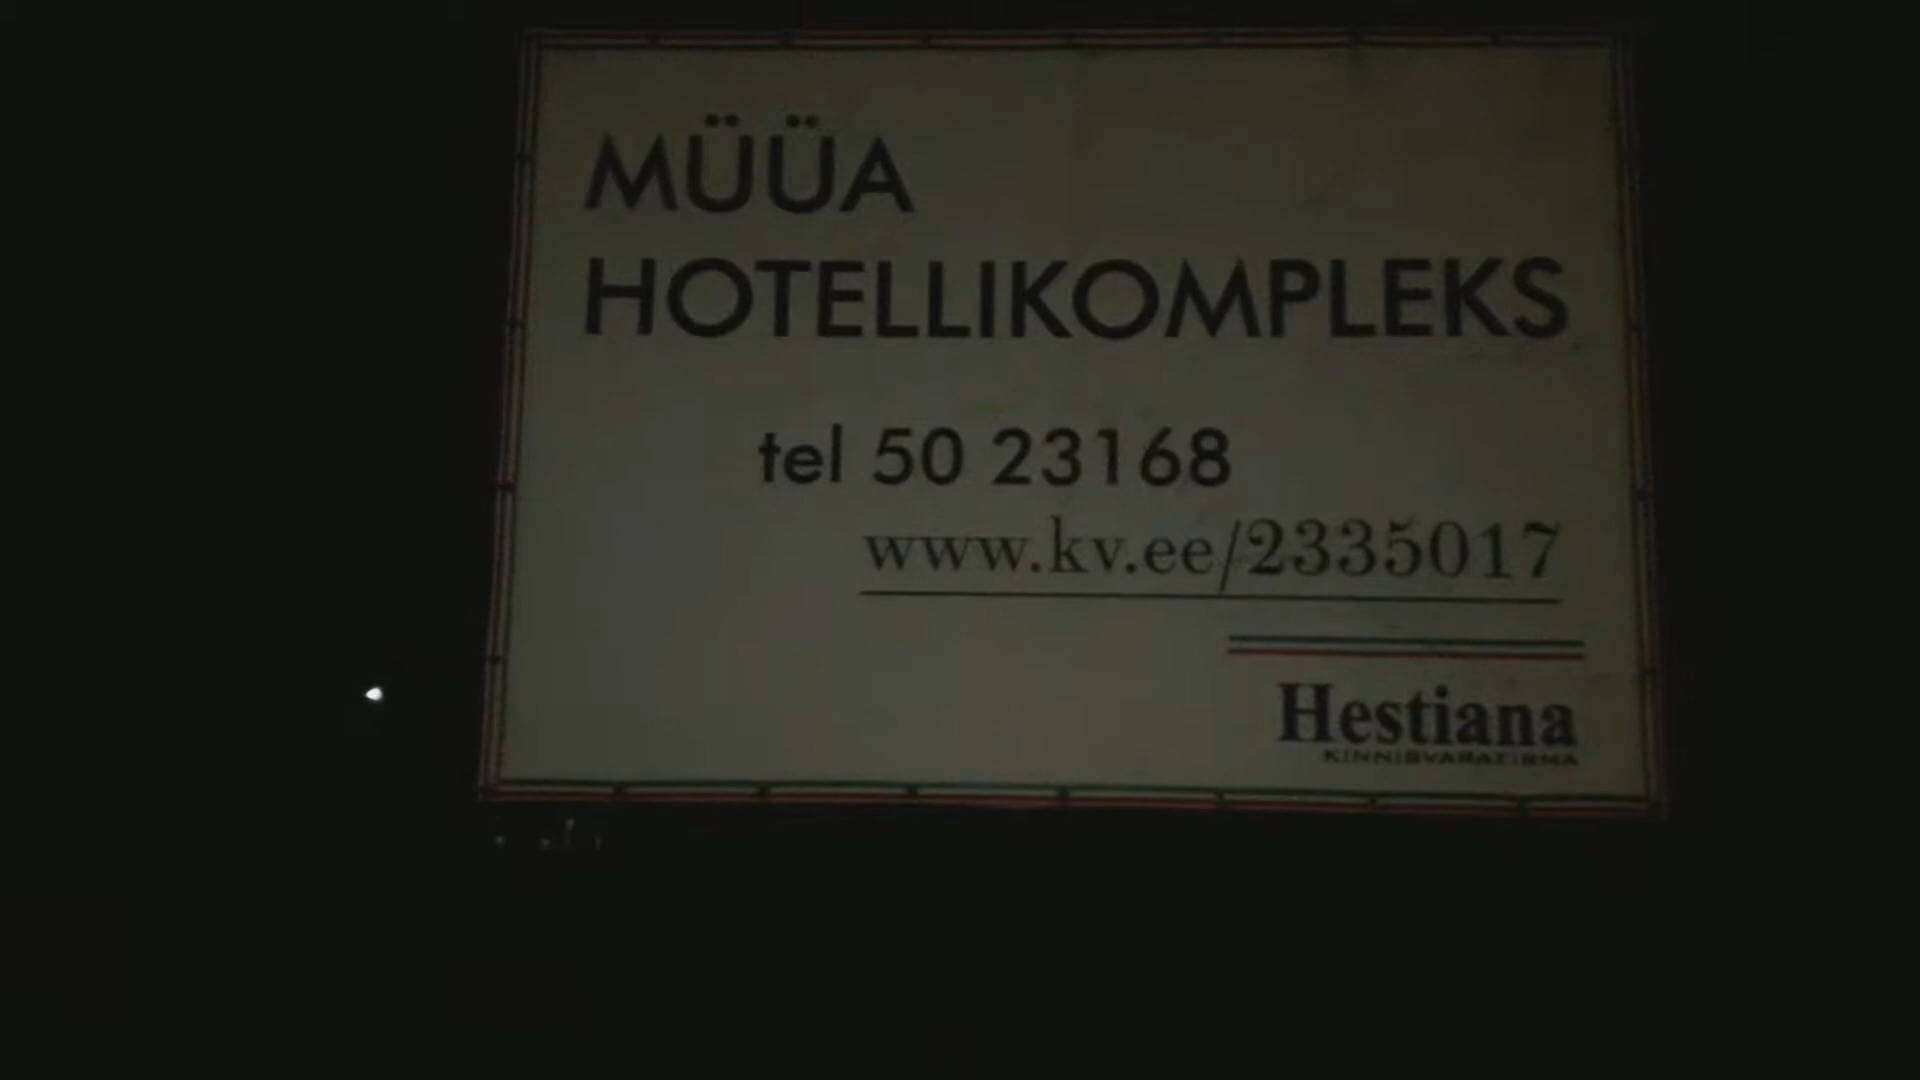 MÜÜA
HOTELLIKOMPLEKS
tel 50 23168
www.kv.ee/2335017
Hestiana
KINNISVARAFIRMA